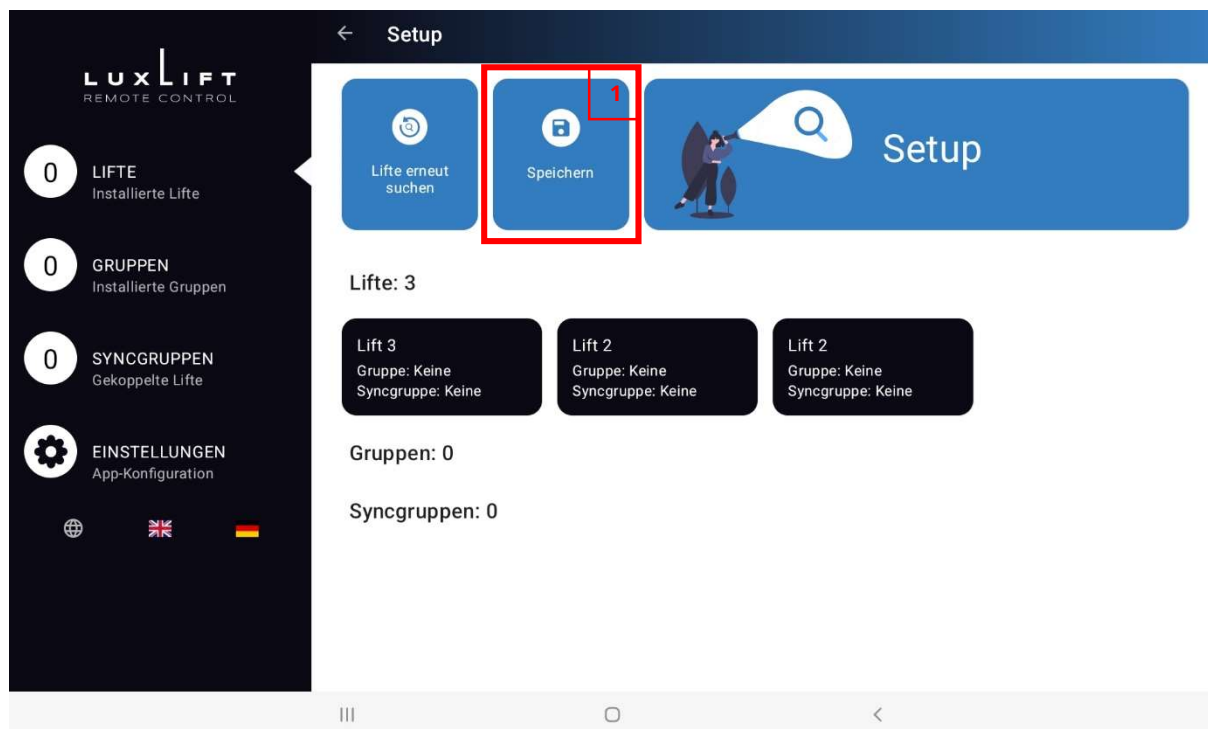 LUXLIFT
REMOTE CONTROL
0
LIFTE
Installierte Lifte
0
GRUPPEN
Installierte Gruppen
0
SYNCGRUPPEN
Gekoppelte Lifte
EINSTELLUNGEN
App-Konfiguration
Setup
Lifte erneut
suchen
1
Speichern
Setup
Lifte: 3
Lift 3
Gruppe: Keine
Syncgruppe: Keine
Lift 2
Gruppe: Keine
Syncgruppe: Keine
Lift 2
Gruppe: Keine
Syncgruppe: Keine
Gruppen: 0
Syncgruppen: 0